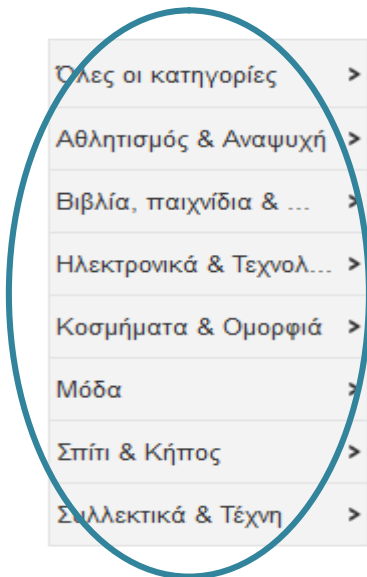 Όλες οι κατηγορίες >
Αθλητισμός & Αναψυχή >
Βιβλία, παιχνίδια & ... >
Ηλεκτρονικά & Τεχνολ... >
Κοσμήματα & Ομορφιά >
Μόδα >
Σπίτι & Κήπος >
Συλλεκτικά & Τέχνη >